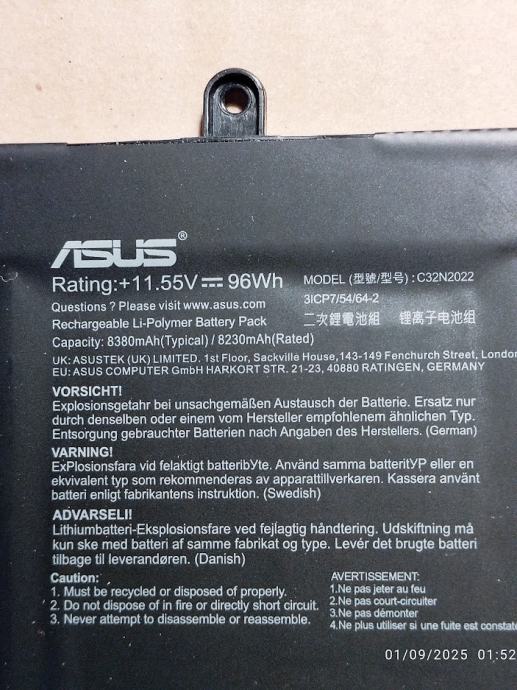 ASUS®
Rating:+11.55V⎓ 96Wh
MODEL (型號/型号) : C32N2022
3ICP7/54/64-2
Questions ? Please visit www.asus.com
Rechargeable Li-Polymer Battery Pack
二次鋰電池組 锂离子电池组
Capacity: 8380mAh(Typical) / 8230mAh(Rated)
UK: ASUSTEK (UK) LIMITED. 1st Floor, Sackville House,143-149 Fenchurch Street, Londo
EU: ASUS COMPUTER GmbH HARKORT STR. 21-23, 40880 RATINGEN, GERMANY
VORSICHT!
Explosionsgetahr bei unsachgemäßen Austausch der Batterie. Ersatz nur
durch denselben oder einem vom Hersteller empfohlenem ähnlichen Typ.
Entsorgung gebrauchter Batterien nach Angaben des Herstellers. (German)
VARNING!
ExPlosionsfara vid felaktigt batteribYte. Använd samma batteritYP eller en
ekvivalent typ som rekommenderas av apparattillverkaren. Kassera använt
batteri enligt fabrikantens instruktion. (Swedish)
ADVARSELI!
Lithiumbatteri-Eksplosionsfare ved fejlagtig håndtering. Udskiftning må
kun ske med batteri af samme fabrikat og type. Levér det brugte batteri
tilbage til leverandøren. (Danish)
Caution:
1. Must be recycled or disposed of properly.
2. Do not dispose of in fire or directly short circuit.
3. Never attempt to disassemble or reassemble.
AVERTISSEMENT:
1.Ne pas jeter au feu
2.Ne pas court-circuiter
3.Ne pas démonter
4.Ne plus utiliser si une fuite est constaté
01/09/2025 01:52